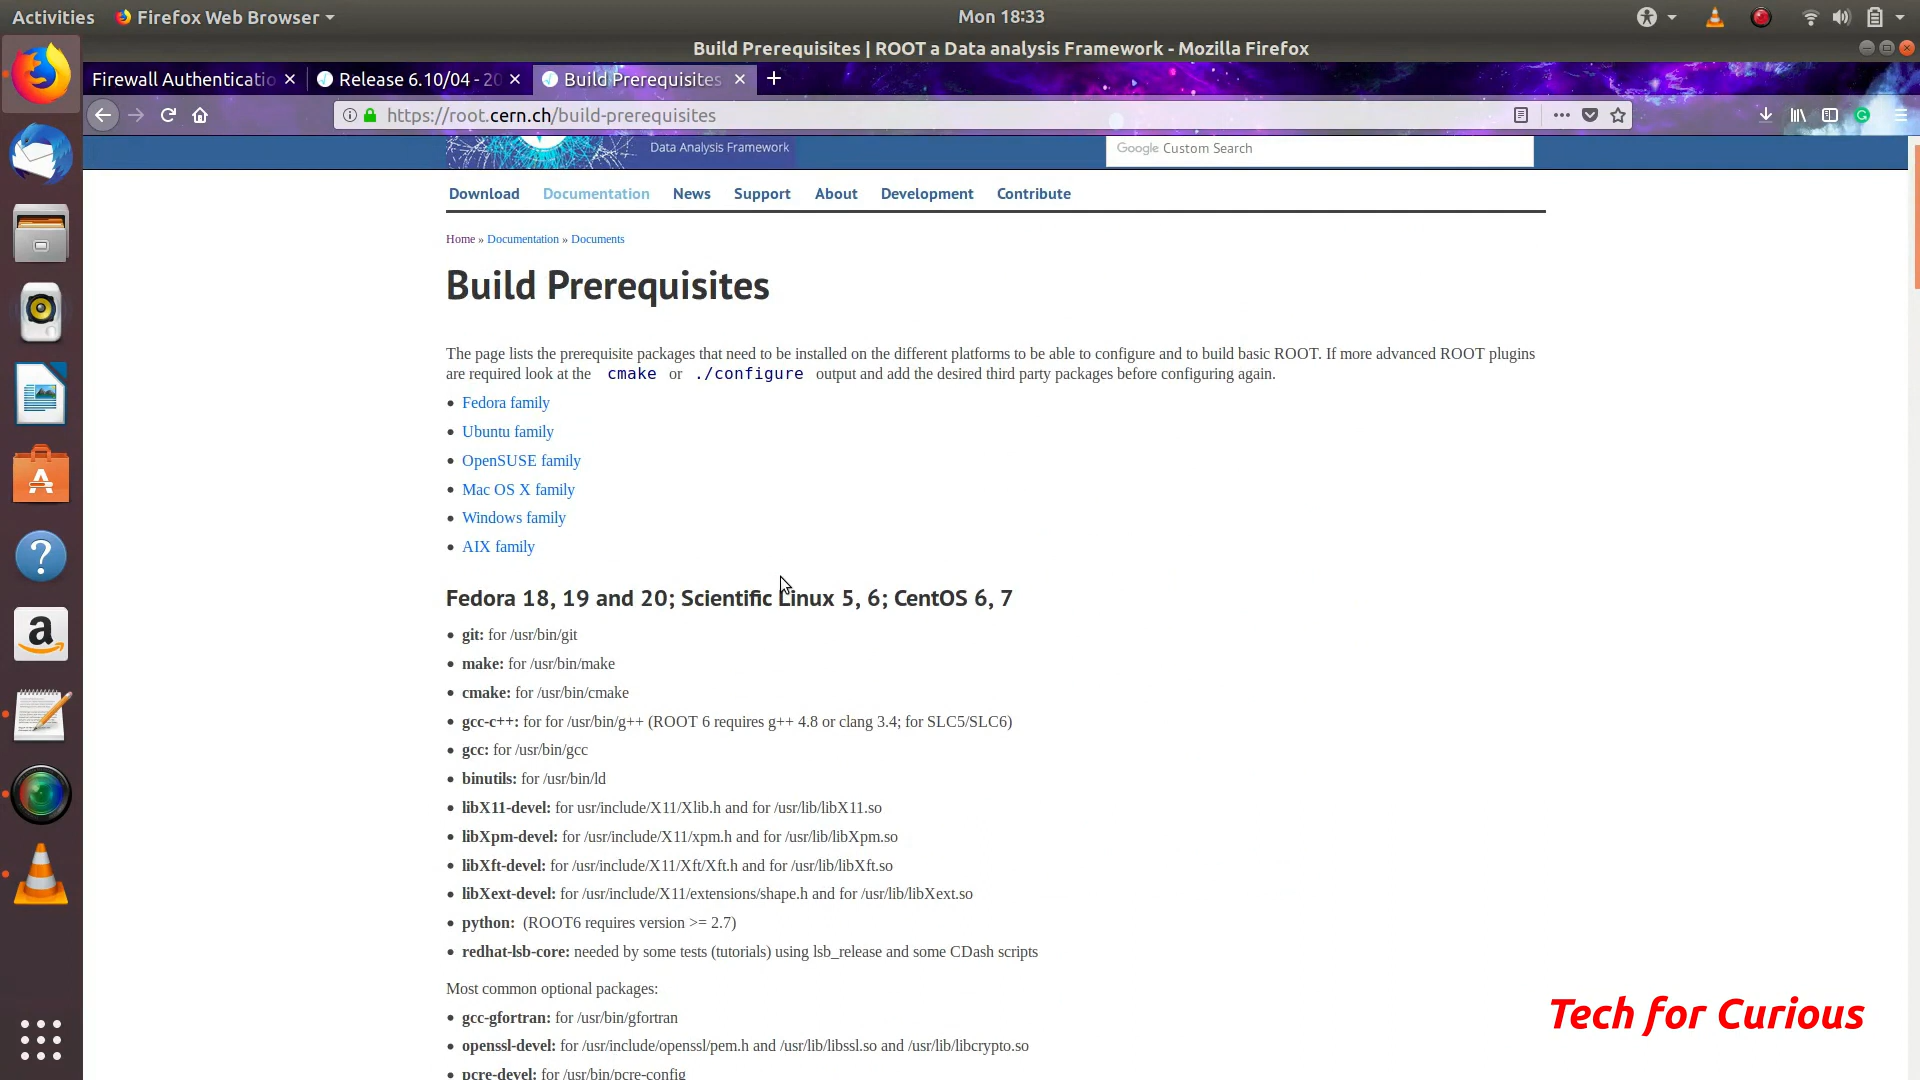 Activities Firefox Web Browser Mon 18:33
Build Prerequisites | ROOT a Data analysis Framework - Mozilla Firefox
Firewall Authenticatio Release 6.10/04 - 20 Build Prerequisites
https://root.cern.ch/build-prerequisites
Data Analysis Framework Google Custom Search
Download Documentation News Support About Development Contribute
Home » Documentation » Documents
Build Prerequisites
The page lists the prerequisite packages that need to be installed on the different platforms to be able to configure and to build basic ROOT. If more advanced ROOT plugins
are required look at the cmake or ./configure output and add the desired third party packages before configuring again.
• Fedora family
• Ubuntu family
• OpenSUSE family
• Mac OS X family
• Windows family
• AIX family
Fedora 18, 19 and 20; Scientific Linux 5, 6; CentOS 6, 7
• git: for /usr/bin/git
• make: for /usr/bin/make
• cmake: for /usr/bin/cmake
• gcc-c++: for for /usr/bin/g++ (ROOT 6 requires g++ 4.8 or clang 3.4; for SLC5/SLC6)
• gcc: for /usr/bin/gcc
• binutils: for /usr/bin/ld
• libX11-devel: for usr/include/X11/Xlib.h and for /usr/lib/libX11.so
• libXpm-devel: for /usr/include/X11/xpm.h and for /usr/lib/libXpm.so
• libXft-devel: for /usr/include/X11/Xft/Xft.h and for /usr/lib/libXft.so
• libXext-devel: for /usr/include/X11/extensions/shape.h and for /usr/lib/libXext.so
• python: (ROOT6 requires version >= 2.7)
• redhat-lsb-core: needed by some tests (tutorials) using lsb_release and some CDash scripts
Most common optional packages:
• gcc-gfortran: for /usr/bin/gfortran
• openssl-devel: for /usr/include/openssl/pem.h and /usr/lib/libssl.so and /usr/lib/libcrypto.so
• pcre-devel: for /usr/bin/pcre-config
Tech for Curious